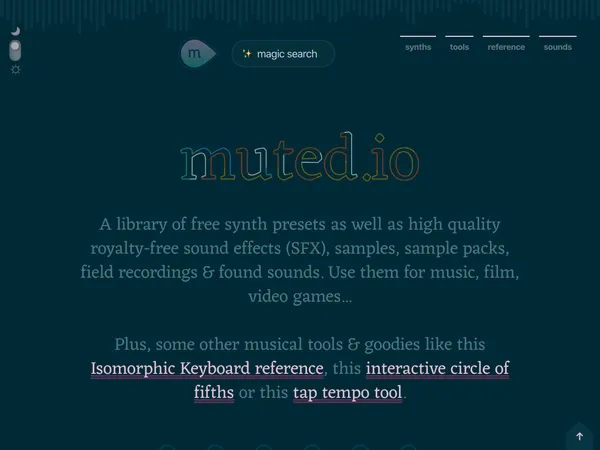 m
✨ magic search
synths
tools
reference
sounds
muted.io
A library of free synth presets as well as high quality
royalty-free sound effects (SFX), samples, sample packs,
field recordings & found sounds. Use them for music, film,
video games...
Plus, some other musical tools & goodies like this
Isomorphic Keyboard reference, this interactive circle of
fifths or this tap tempo tool.